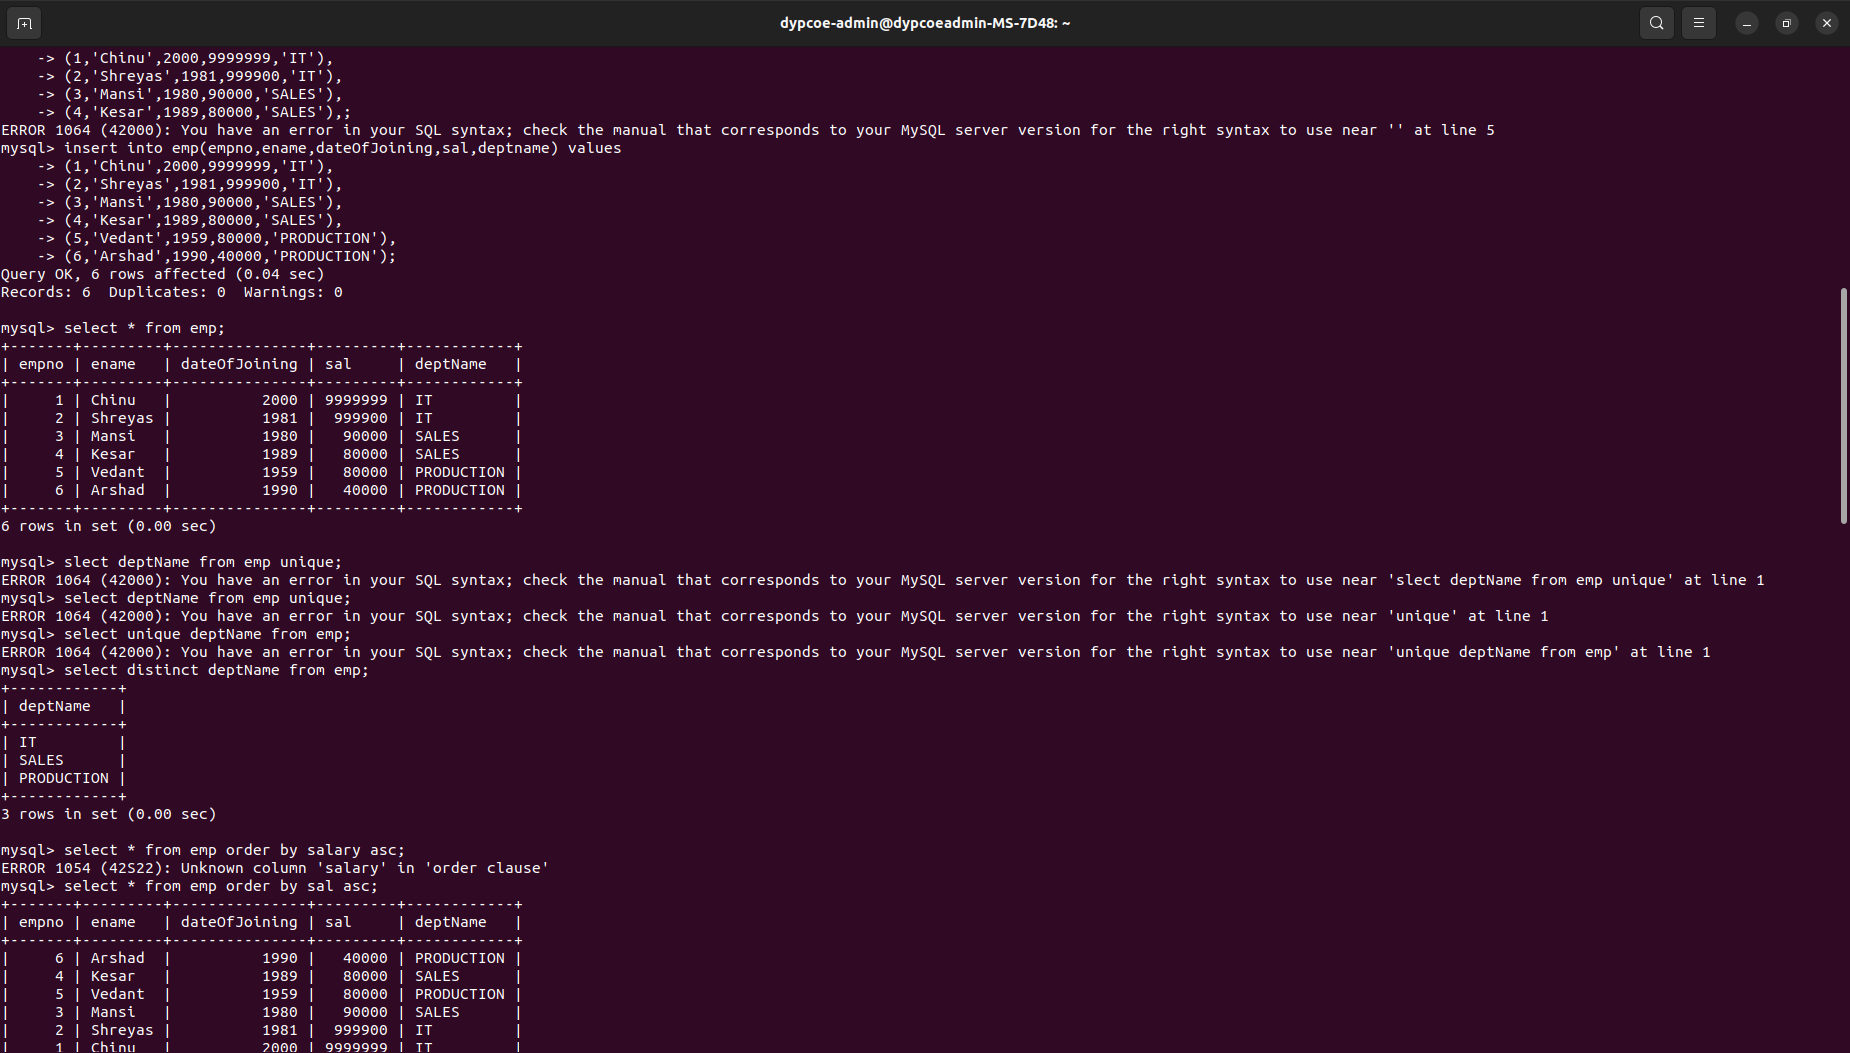 dypcoe-admin@dypcoeadmin-MS-7D48: ~
    -> (1,'Chinu',2000,9999999,'IT'),
    -> (2,'Shreyas',1981,999900,'IT'),
    -> (3,'Mansi',1980,90000,'SALES'),
    -> (4,'Kesar',1989,80000,'SALES'),;
ERROR 1064 (42000): You have an error in your SQL syntax; check the manual that corresponds to your MySQL server version for the right syntax to use near '' at line 5
mysql> insert into emp(empno,ename,dateOfJoining,sal,deptname) values
    -> (1,'Chinu',2000,9999999,'IT'),
    -> (2,'Shreyas',1981,999900,'IT'),
    -> (3,'Mansi',1980,90000,'SALES'),
    -> (4,'Kesar',1989,80000,'SALES'),
    -> (5,'Vedant',1959,80000,'PRODUCTION'),
    -> (6,'Arshad',1990,40000,'PRODUCTION');
Query OK, 6 rows affected (0.04 sec)
Records: 6  Duplicates: 0  Warnings: 0

mysql> select * from emp;
+-------+---------+---------------+---------+------------+
| empno | ename   | dateOfJoining | sal     | deptName   |
+-------+---------+---------------+---------+------------+
|     1 | Chinu   |          2000 | 9999999 | IT         |
|     2 | Shreyas |          1981 |  999900 | IT         |
|     3 | Mansi   |          1980 |   90000 | SALES      |
|     4 | Kesar   |          1989 |   80000 | SALES      |
|     5 | Vedant  |          1959 |   80000 | PRODUCTION |
|     6 | Arshad  |          1990 |   40000 | PRODUCTION |
+-------+---------+---------------+---------+------------+
6 rows in set (0.00 sec)

mysql> slect deptName from emp unique;
ERROR 1064 (42000): You have an error in your SQL syntax; check the manual that corresponds to your MySQL server version for the right syntax to use near 'slect deptName from emp unique' at line 1
mysql> select deptName from emp unique;
ERROR 1064 (42000): You have an error in your SQL syntax; check the manual that corresponds to your MySQL server version for the right syntax to use near 'unique' at line 1
mysql> select unique deptName from emp;
ERROR 1064 (42000): You have an error in your SQL syntax; check the manual that corresponds to your MySQL server version for the right syntax to use near 'unique deptName from emp' at line 1
mysql> select distinct deptName from emp;
+------------+
| deptName   |
+------------+
| IT         |
| SALES      |
| PRODUCTION |
+------------+
3 rows in set (0.00 sec)

mysql> select * from emp order by salary asc;
ERROR 1054 (42S22): Unknown column 'salary' in 'order clause'
mysql> select * from emp order by sal asc;
+-------+---------+---------------+---------+------------+
| empno | ename   | dateOfJoining | sal     | deptName   |
+-------+---------+---------------+---------+------------+
|     6 | Arshad  |          1990 |   40000 | PRODUCTION |
|     4 | Kesar   |          1989 |   80000 | SALES      |
|     5 | Vedant  |          1959 |   80000 | PRODUCTION |
|     3 | Mansi   |          1980 |   90000 | SALES      |
|     2 | Shreyas |          1981 |  999900 | IT         |
|     1 | Chinu   |          2000 | 9999999 | IT         |